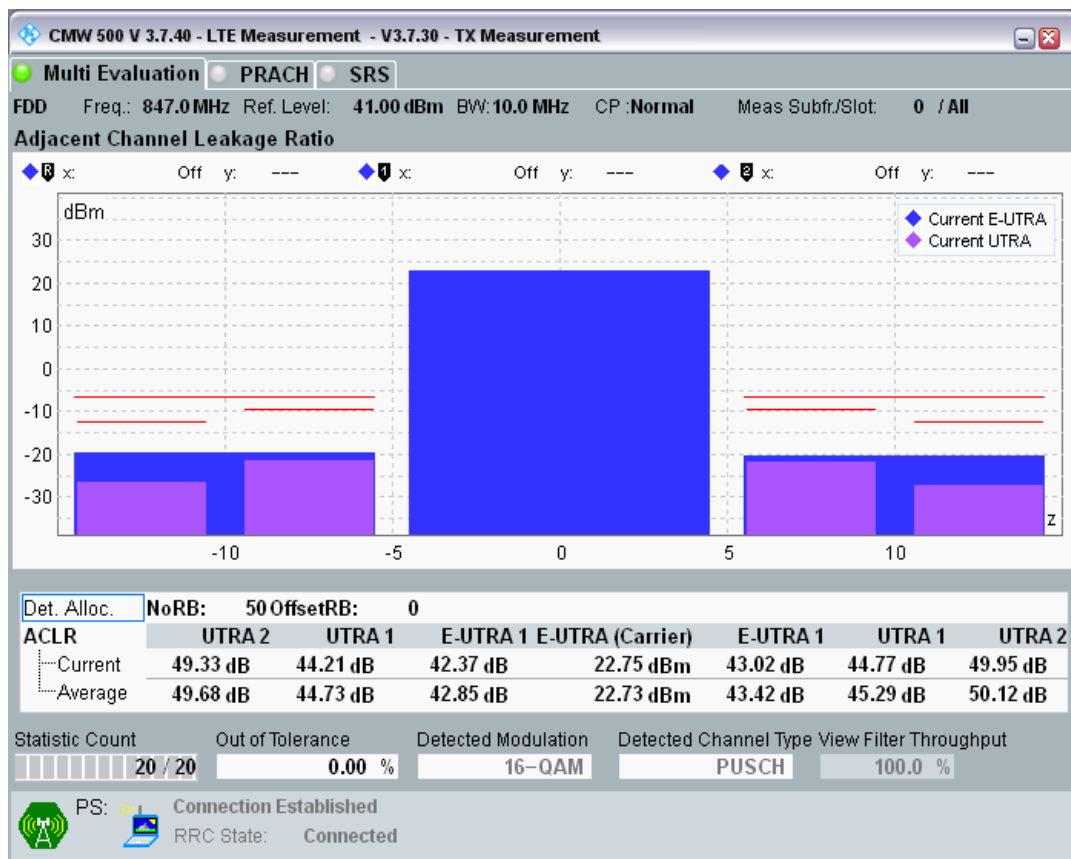 CMW 500 V 3.7.40 - LTE Measurement - V3.7.30 - TX Measurement
Multi Evaluation PRACH SRS
FDD Freq.: 847.0 MHz Ref. Level: 41.00 dBm BW: 10.0 MHz CP :Normal Meas Subfr./Slot: 0 / All
Adjacent Channel Leakage Ratio
R x: Off y: --- 1 x: Off y: --- 2 x: Off y: ---
dBm
Current E-UTRA
Current UTRA
30
20
10
0
-10
-20
-30
z
-10 -5 0 5 10
Det. Alloc. NoRB: 50 OffsetRB: 0
ACLR UTRA 2 UTRA 1 E-UTRA 1 E-UTRA (Carrier) E-UTRA 1 UTRA 1 UTRA 2
Current 49.33 dB 44.21 dB 42.37 dB 22.75 dBm 43.02 dB 44.77 dB 49.95 dB
Average 49.68 dB 44.73 dB 42.85 dB 22.73 dBm 43.42 dB 45.29 dB 50.12 dB
Statistic Count Out of Tolerance Detected Modulation Detected Channel Type View Filter Throughput
20 / 20 0.00 % 16-QAM PUSCH 100.0 %
PS: Connection Established
RRC State: Connected